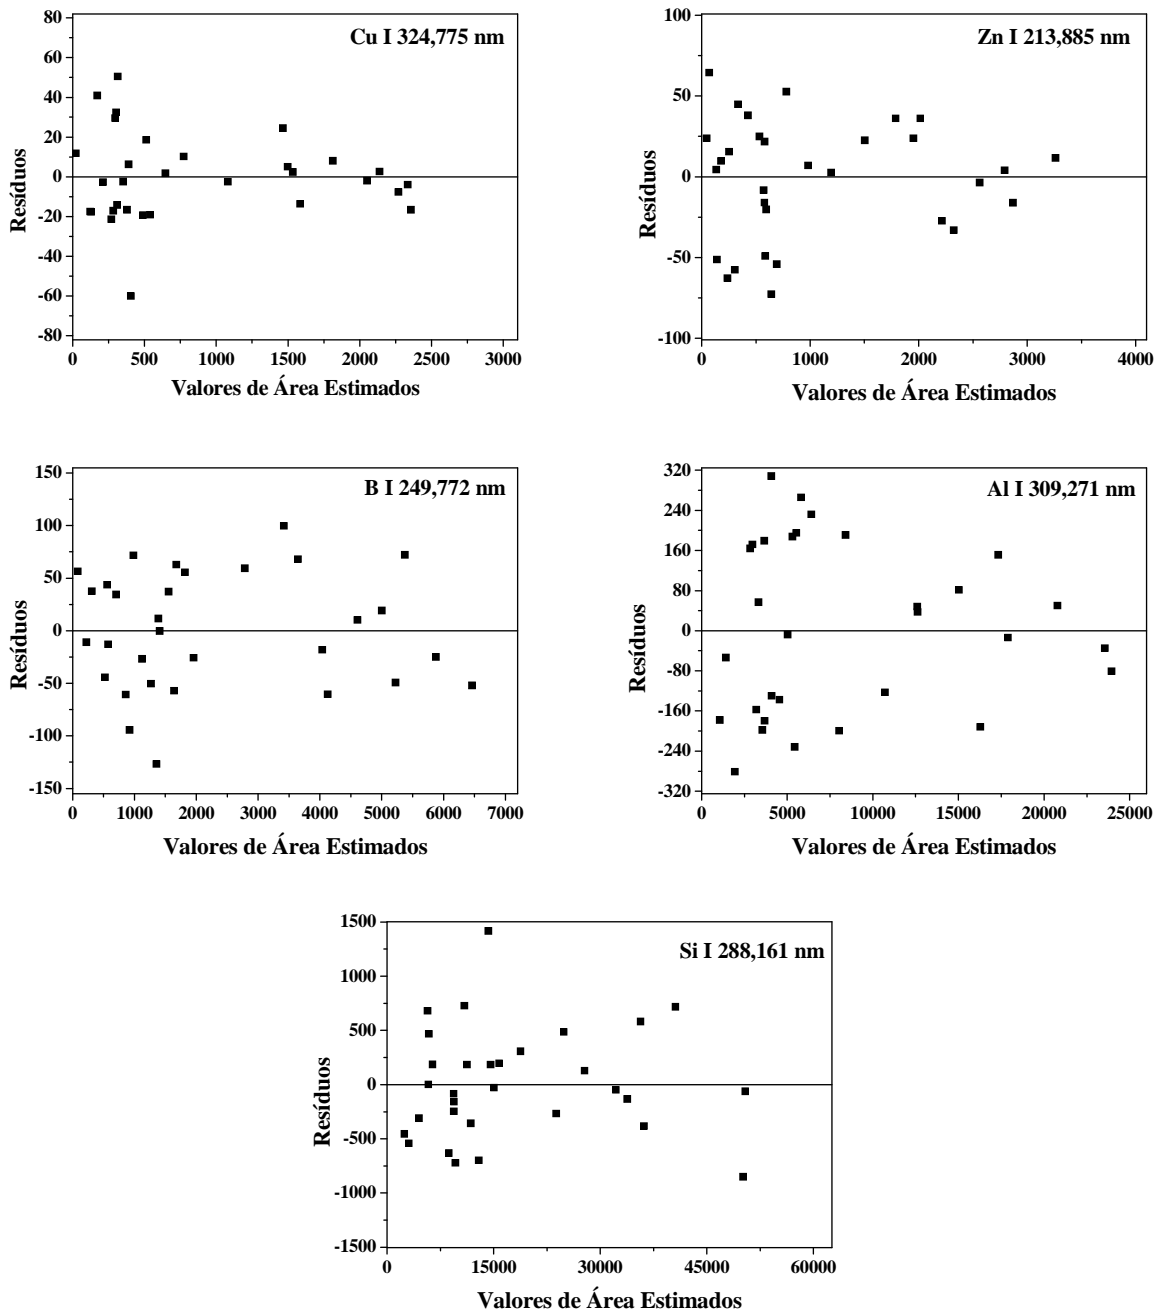 Cu I 324,775 nm
80
60
40
20
0
-20
-40
-60
-80
Resíduos
0 500 1000 1500 2000 2500 3000
Valores de Área Estimados
Zn I 213,885 nm
100
50
0
-50
-100
Resíduos
0 1000 2000 3000 4000
Valores de Área Estimados
B I 249,772 nm
150
100
50
0
-50
-100
-150
Resíduos
0 1000 2000 3000 4000 5000 6000 7000
Valores de Área Estimados
Al I 309,271 nm
320
240
160
80
0
-80
-160
-240
-320
Resíduos
0 5000 10000 15000 20000 25000
Valores de Área Estimados
Si I 288,161 nm
1500
1000
500
0
-500
-1000
-1500
Resíduos
0 15000 30000 45000 60000
Valores de Área Estimados